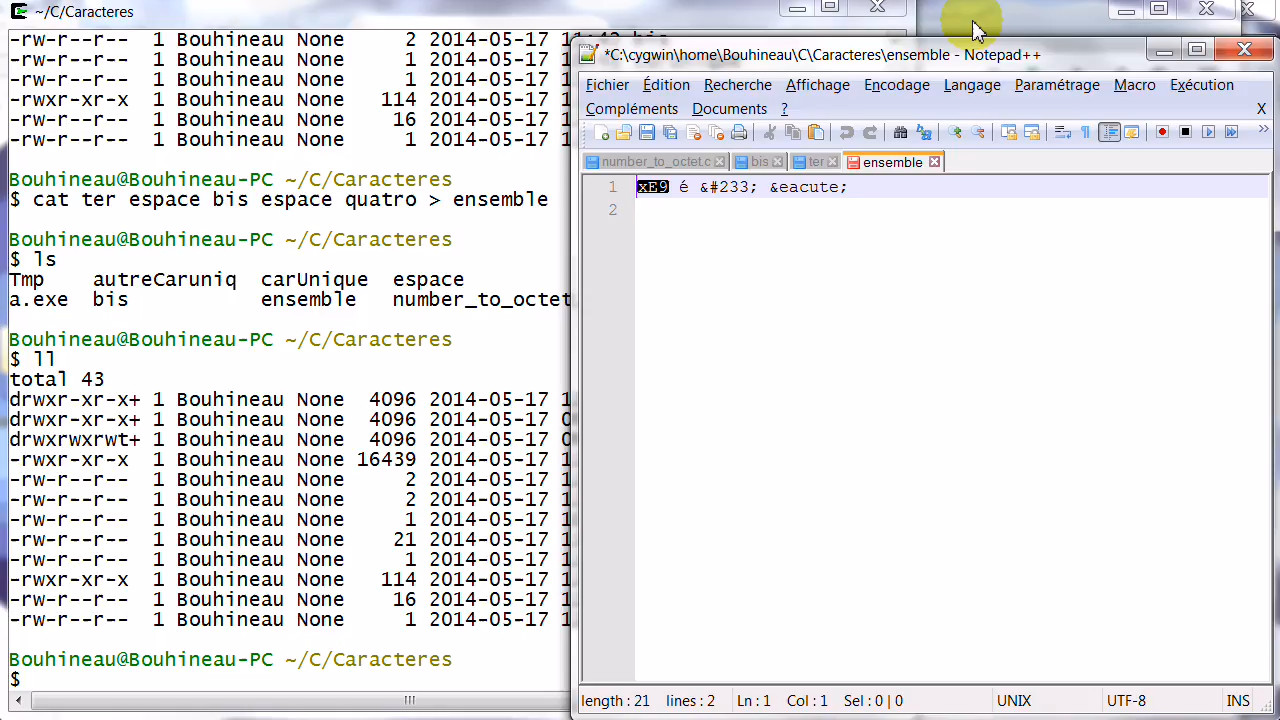 ~/C/Caracteres
-rw-r--r-- 1 Bouhineau None 2 2014-05-17
-rw-r--r-- 1 Bouhineau None 1 2014-05-17
-rw-r--r-- 1 Bouhineau None 1 2014-05-17
-rwxr-xr-x 1 Bouhineau None 114 2014-05-17
-rw-r--r-- 1 Bouhineau None 16 2014-05-17
-rw-r--r-- 1 Bouhineau None 1 2014-05-17
Bouhineau@Bouhineau-PC ~/C/Caracteres
$ cat ter espace bis espace quatro > ensemble
Bouhineau@Bouhineau-PC ~/C/Caracteres
$ ls
Tmp autreCaruniq carUnique espace
a.exe bis ensemble number_to_octet
Bouhineau@Bouhineau-PC ~/C/Caracteres
$ ll
total 43
drwxr-xr-x+ 1 Bouhineau None 4096 2014-05-17
drwxr-xr-x+ 1 Bouhineau None 4096 2014-05-17
drwxrwxrwt+ 1 Bouhineau None 4096 2014-05-17
-rwxr-xr-x 1 Bouhineau None 16439 2014-05-17
-rw-r--r-- 1 Bouhineau None 2 2014-05-17
-rw-r--r-- 1 Bouhineau None 2 2014-05-17
-rw-r--r-- 1 Bouhineau None 1 2014-05-17
-rw-r--r-- 1 Bouhineau None 21 2014-05-17
-rw-r--r-- 1 Bouhineau None 1 2014-05-17
-rwxr-xr-x 1 Bouhineau None 114 2014-05-17
-rw-r--r-- 1 Bouhineau None 16 2014-05-17
-rw-r--r-- 1 Bouhineau None 1 2014-05-17
Bouhineau@Bouhineau-PC ~/C/Caracteres
$
*C:\cygwin\home\Bouhineau\C\Caracteres\ensemble - Notepad++
Fichier Édition Recherche Affichage Encodage Langage Paramétrage Macro Exécution
Compléments Documents ? X
number_to_octet.c bis ter ensemble
1 xE9 é &#233; &eacute;
2
length : 21 lines : 2 Ln : 1 Col : 1 Sel : 0 | 0 UNIX UTF-8 INS